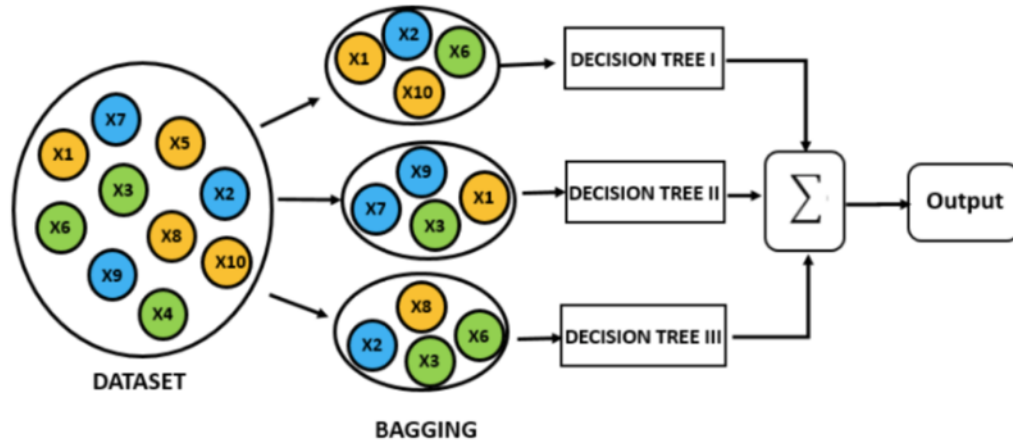 X7
X1
X5
X3
X2
X6
X8
X9
X10
X4
DATASET
X2
X1
X6
X10
X9
X7
X1
X3
X8
X2
X6
X3
BAGGING
DECISION TREE I
DECISION TREE II
DECISION TREE III
∑
Output